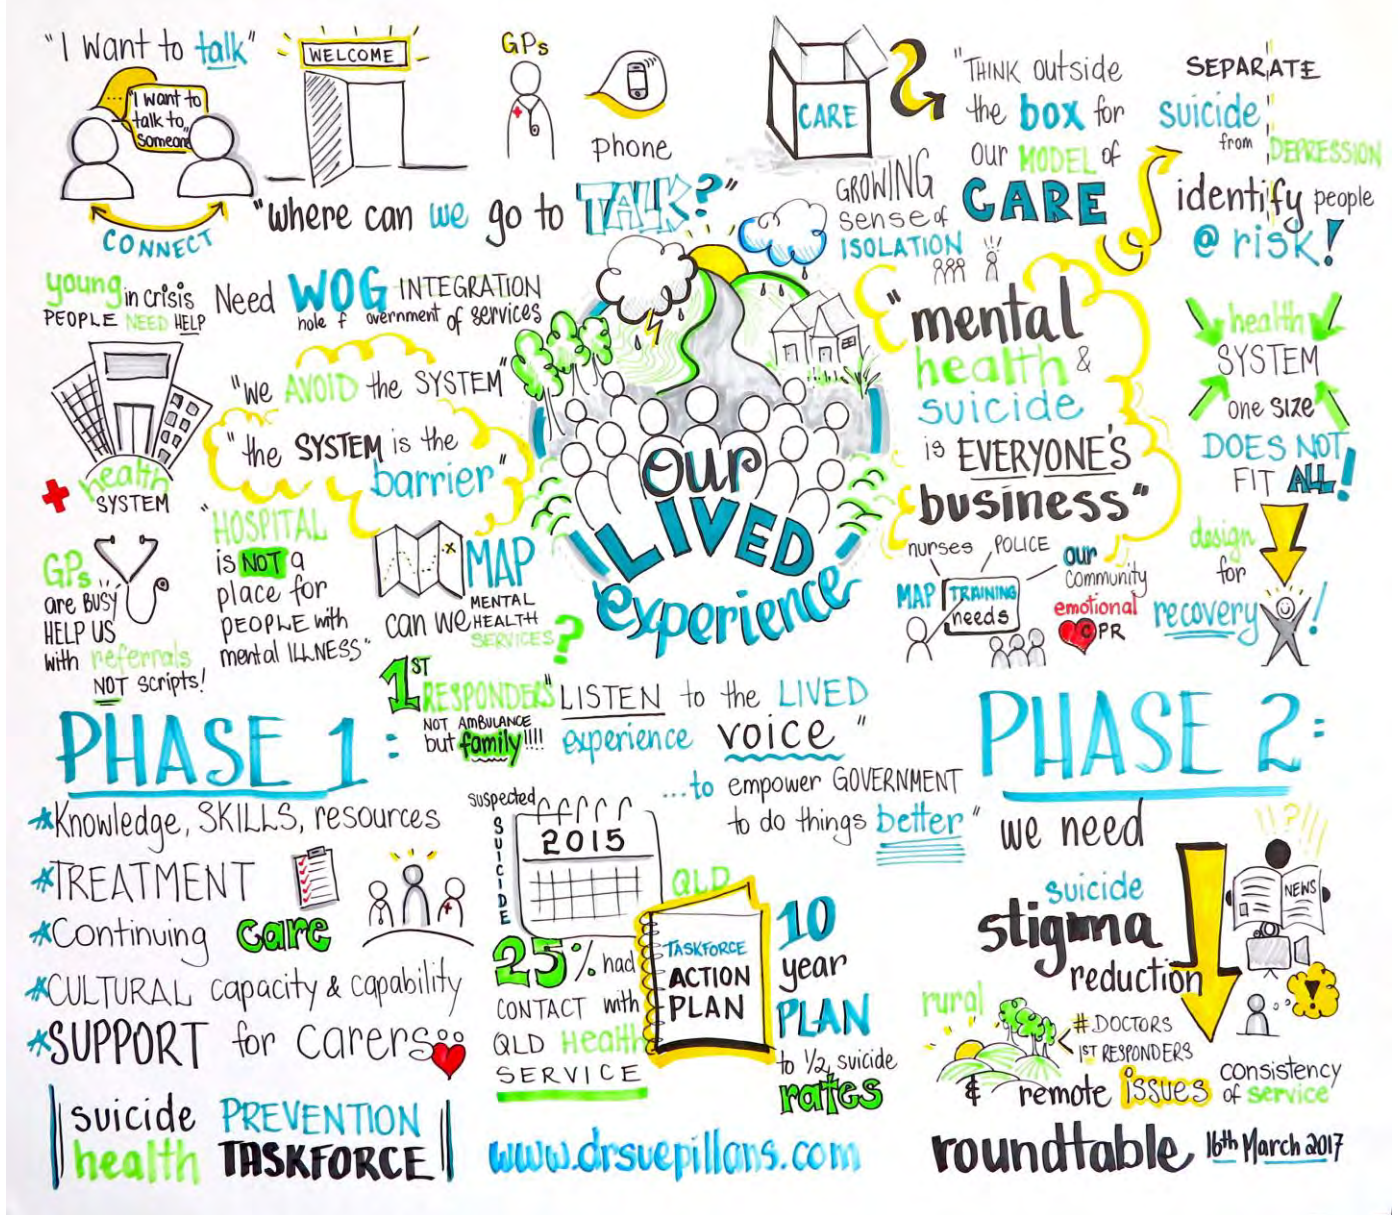 "I want to talk"
"I want to
talk to
someone"
CONNECT
WELCOME
GPs
phone
"where can we go to TALK?"
CARE
"THINK outside
the box for
our MODEL of
CARE
GROWING
sense of
ISOLATION
SEPARATE
suicide
from
DEPRESSION
identify people
@ risk!
young in crisis
PEOPLE NEED HELP
Need WOG INTEGRATION
hole f overnment of services
"we AVOID the SYSTEM"
"the SYSTEM is the
barrier"
health
SYSTEM
"HOSPITAL
is NOT a
place for
PEOPLE with
mental ILLNESS"
GPs
are BUSY
HELP US
with referrals
NOT scripts!
can we MAP
MENTAL
HEALTH
SERVICES?
our
LIVED
experience
"mental
health &
suicide
is EVERYONE'S
business"
health
SYSTEM
one SIZE
DOES NOT
FIT ALL!
design
for
recovery!
nurses
POLICE
our
community
MAP TRAINING
needs
emotional
CPR
1ST
RESPONDERS
NOT AMBULANCE
but family!!!!
"LISTEN to the LIVED
experience voice"
...to empower GOVERNMENT
to do things better"
PHASE 1:
*Knowledge, SKILLS, resources
*TREATMENT
*Continuing care
*CULTURAL capacity & capability
*SUPPORT for carers
suspected
SUICIDE
2015
25% had
CONTACT with
QLD Health
SERVICE
QLD
TASKFORCE
ACTION
PLAN
10
year
PLAN
to 1/2 suicide
rates
PHASE 2:
we need
suicide
stigma
reduction
!!?!!
NEWS
!
rural
# DOCTORS
1ST RESPONDERS
& remote issues
consistency
of service
suicide PREVENTION
health TASKFORCE
www.drsuepillans.com
roundtable 16th March 2017